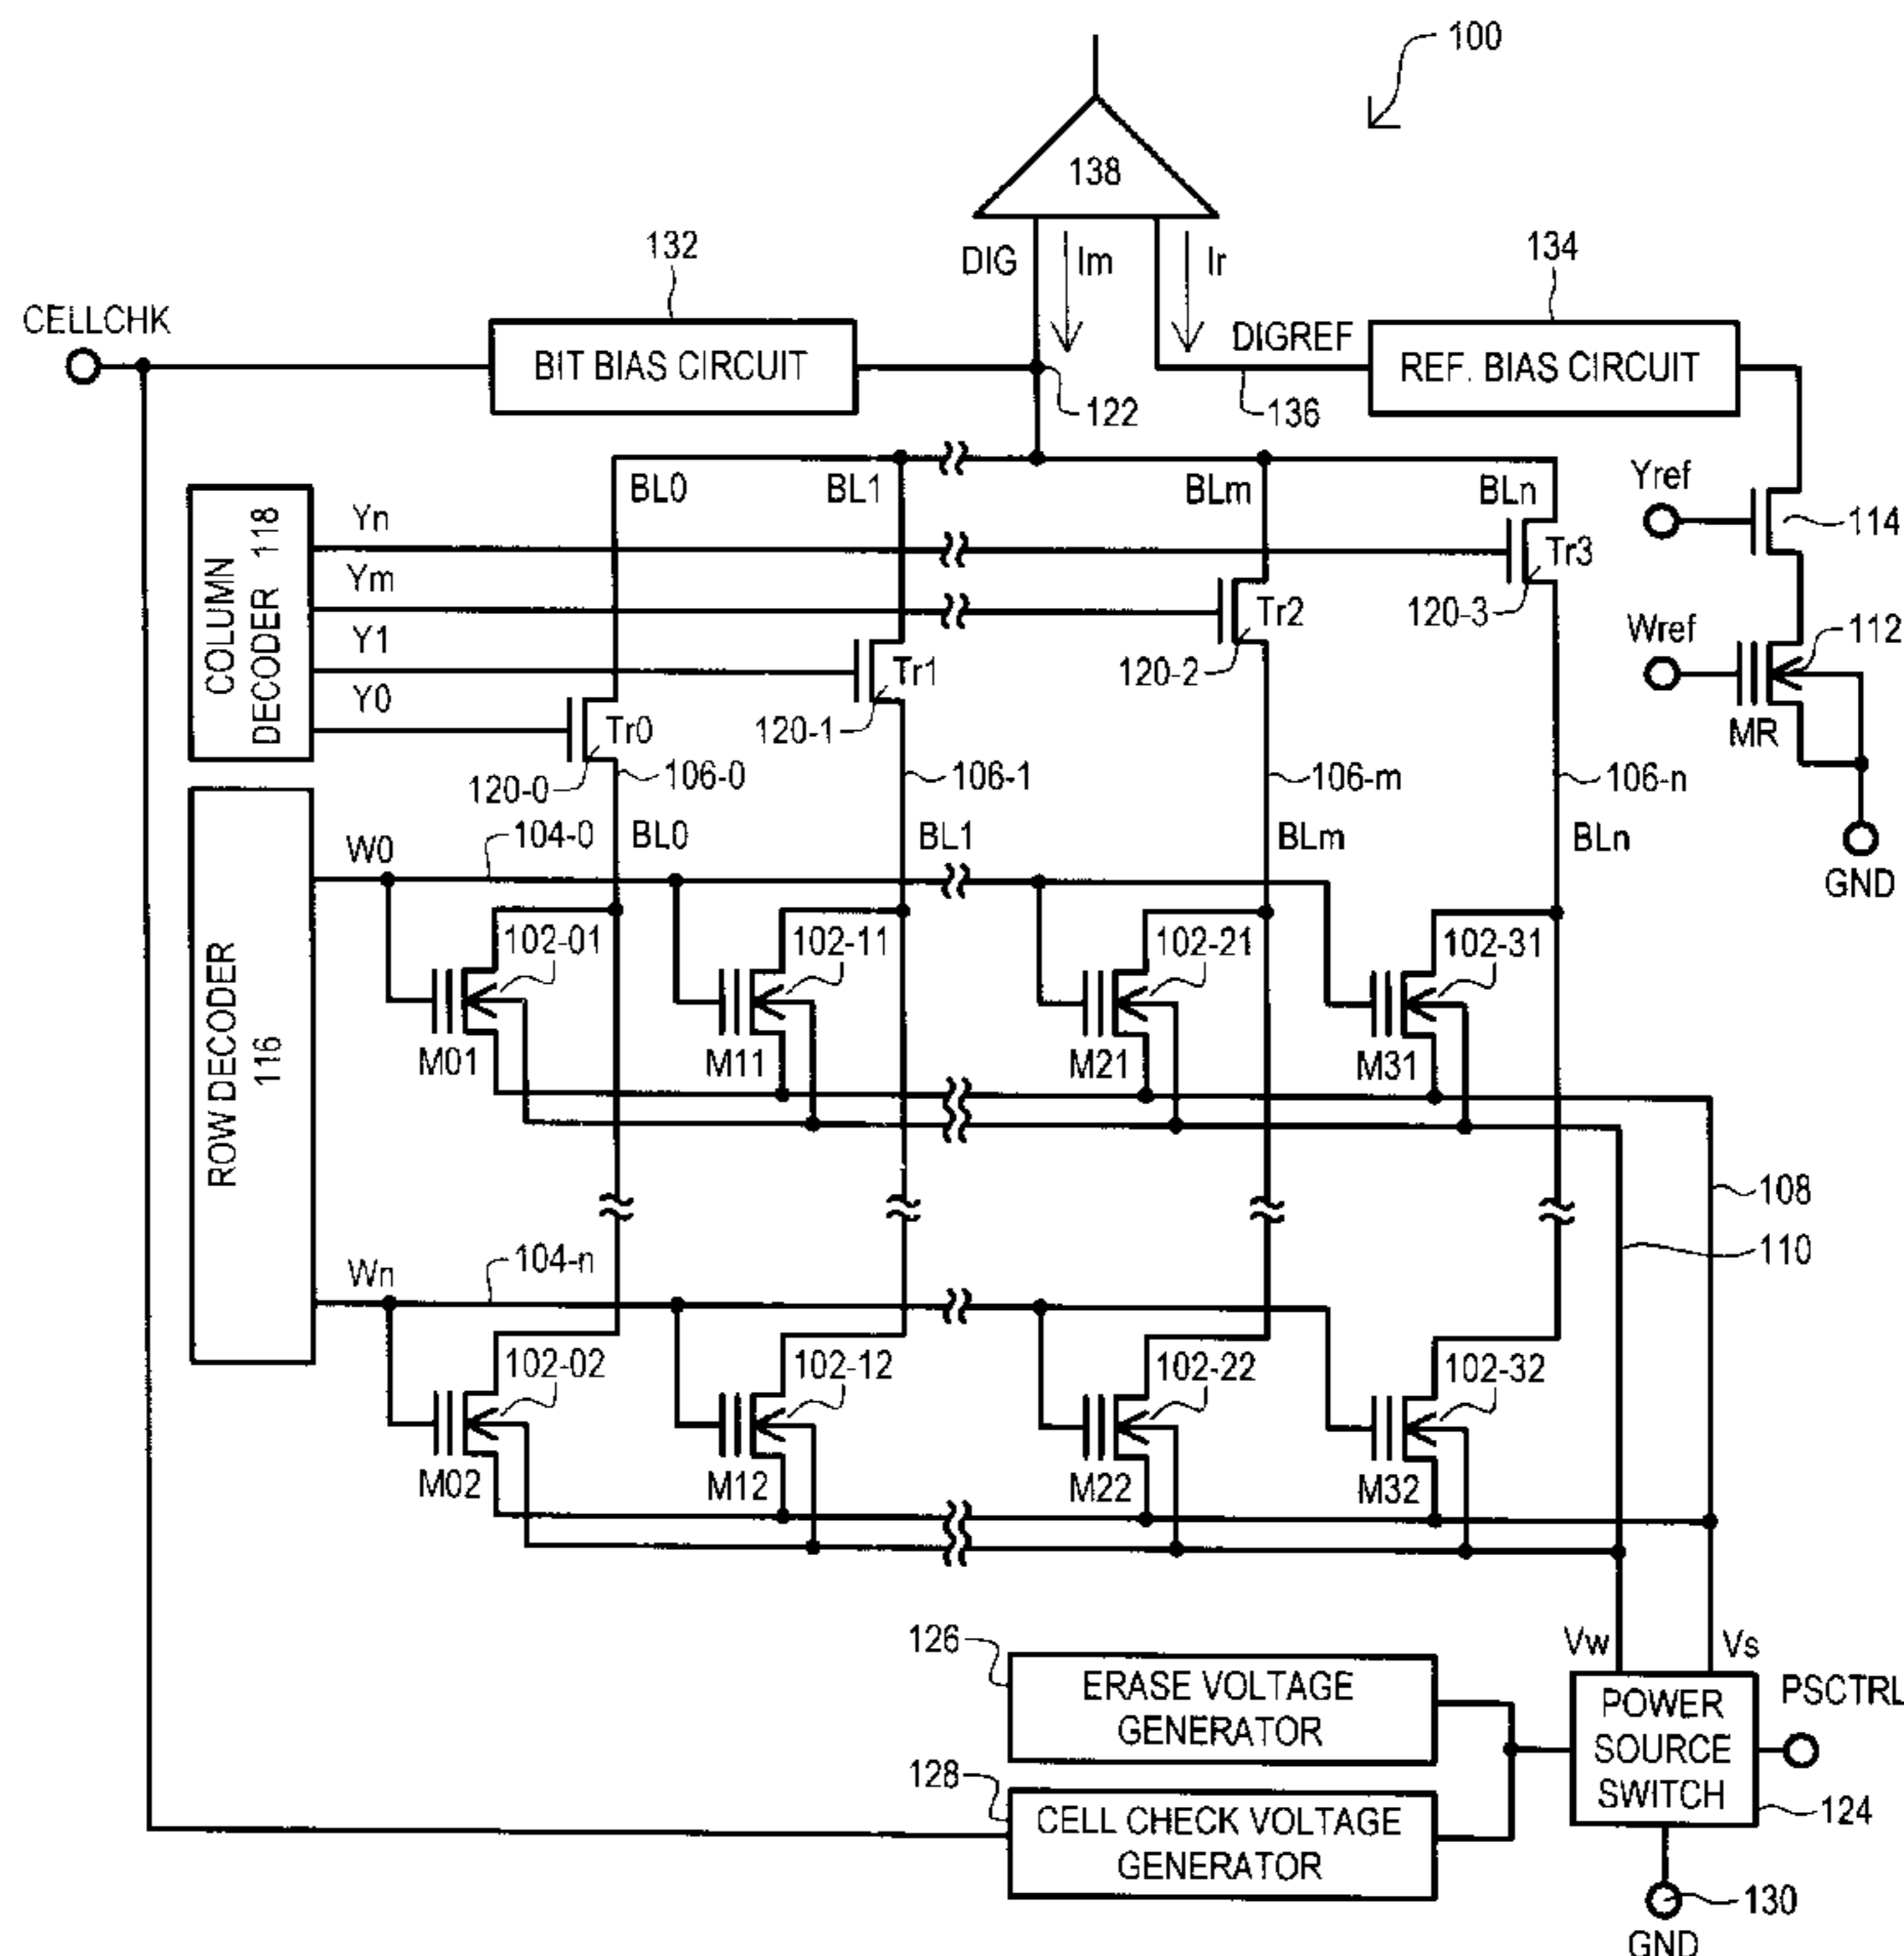 100
138
132
DIG
Im
Ir
134
CELLCHK
BIT BIAS CIRCUIT
DIGREF
REF. BIAS CIRCUIT
122
136
BL0
BL1
BLm
BLn
Yref
114
COLUMN
DECODER 118
Yn
Ym
Y1
Y0
Tr3
120-3
Tr2
120-2
Tr1
120-1
Tr0
120-0
Wref
112
MR
GND
106-0
106-1
106-m
106-n
ROW DECODER
116
W0
104-0
BL0
BL1
BLm
BLn
102-01
102-11
102-21
102-31
M01
M11
M21
M31
108
110
Wn
104-n
102-02
102-12
102-22
102-32
M02
M12
M22
M32
126
ERASE VOLTAGE
GENERATOR
Vw
Vs
POWER
SOURCE
SWITCH
PSCTRL
124
128
CELL CHECK VOLTAGE
GENERATOR
130
GND